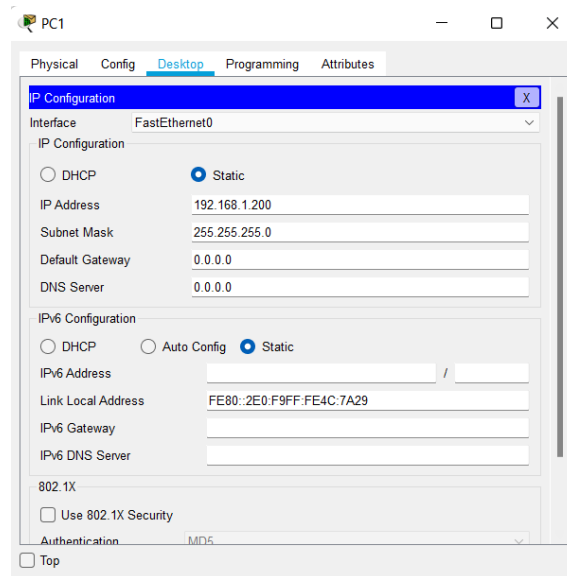 PC1
Physical Config Desktop Programming Attributes
IP Configuration X
Interface FastEthernet0
IP Configuration
DHCP Static
IP Address 192.168.1.200
Subnet Mask 255.255.255.0
Default Gateway 0.0.0.0
DNS Server 0.0.0.0
IPv6 Configuration
DHCP Auto Config Static
IPv6 Address /
Link Local Address FE80::2E0:F9FF:FE4C:7A29
IPv6 Gateway
IPv6 DNS Server
802.1X
Use 802.1X Security
Authentication MD5
Top